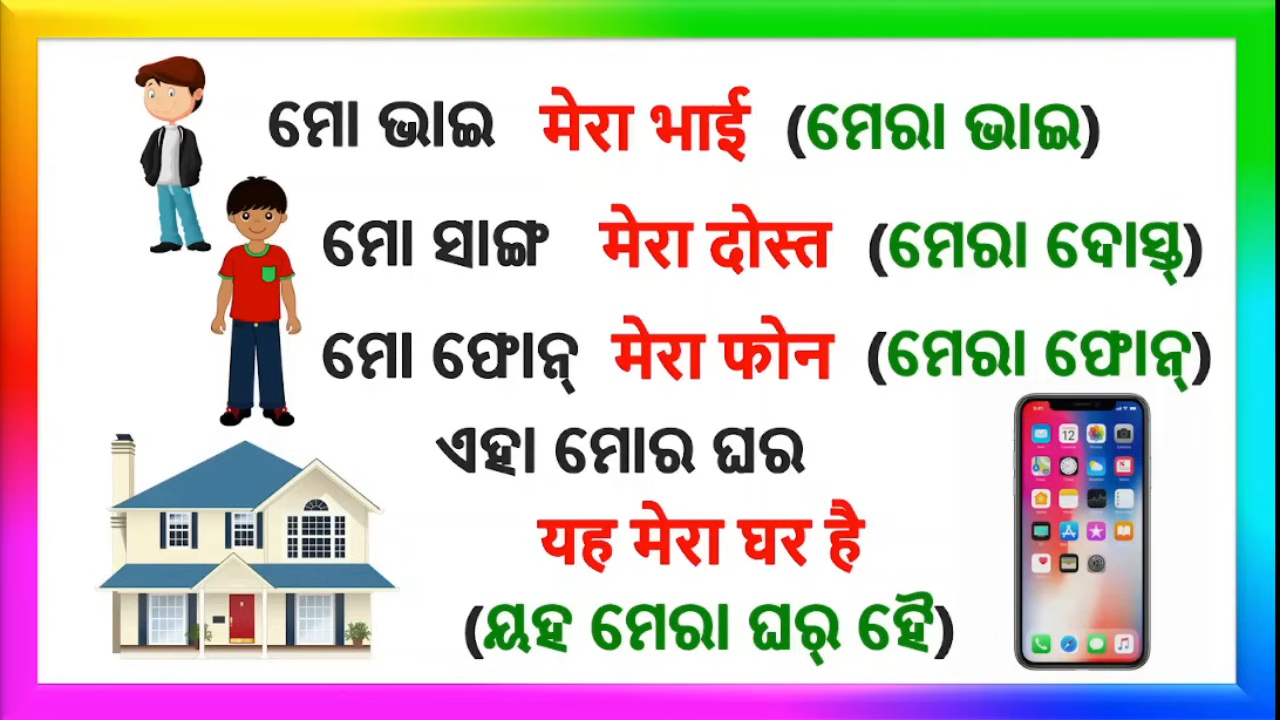 ମୋ ଭାଇ मेरा भाई (ମେରା ଭାଇ)
ମୋ ସାଙ୍ଗ मेरा दोस्त (ମେରା ଦୋସ୍ତ୍)
ମୋ ଫୋନ୍ मेरा फोन (ମେରା ଫୋନ୍)
ଏହା ମୋର ଘର
यह मेरा घर है
(ୟହ ମେରା ଘର୍ ହୈ)